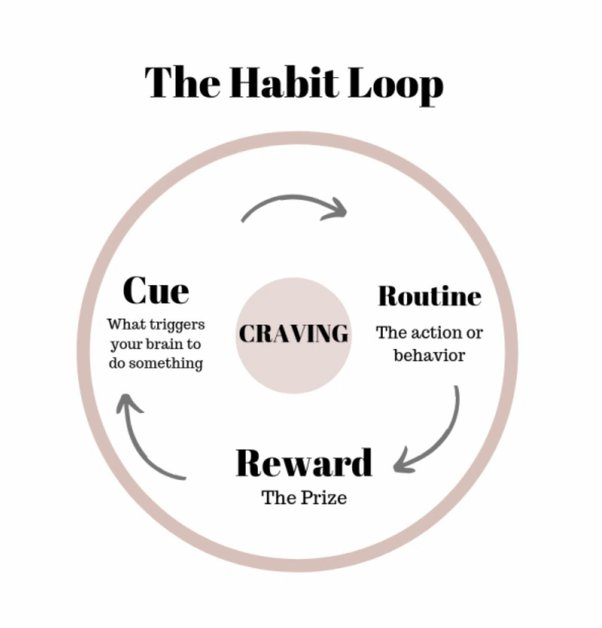 The Habit Loop
Cue
What triggers
your brain to
do something
CRAVING
Routine
The action or
behavior
Reward
The Prize